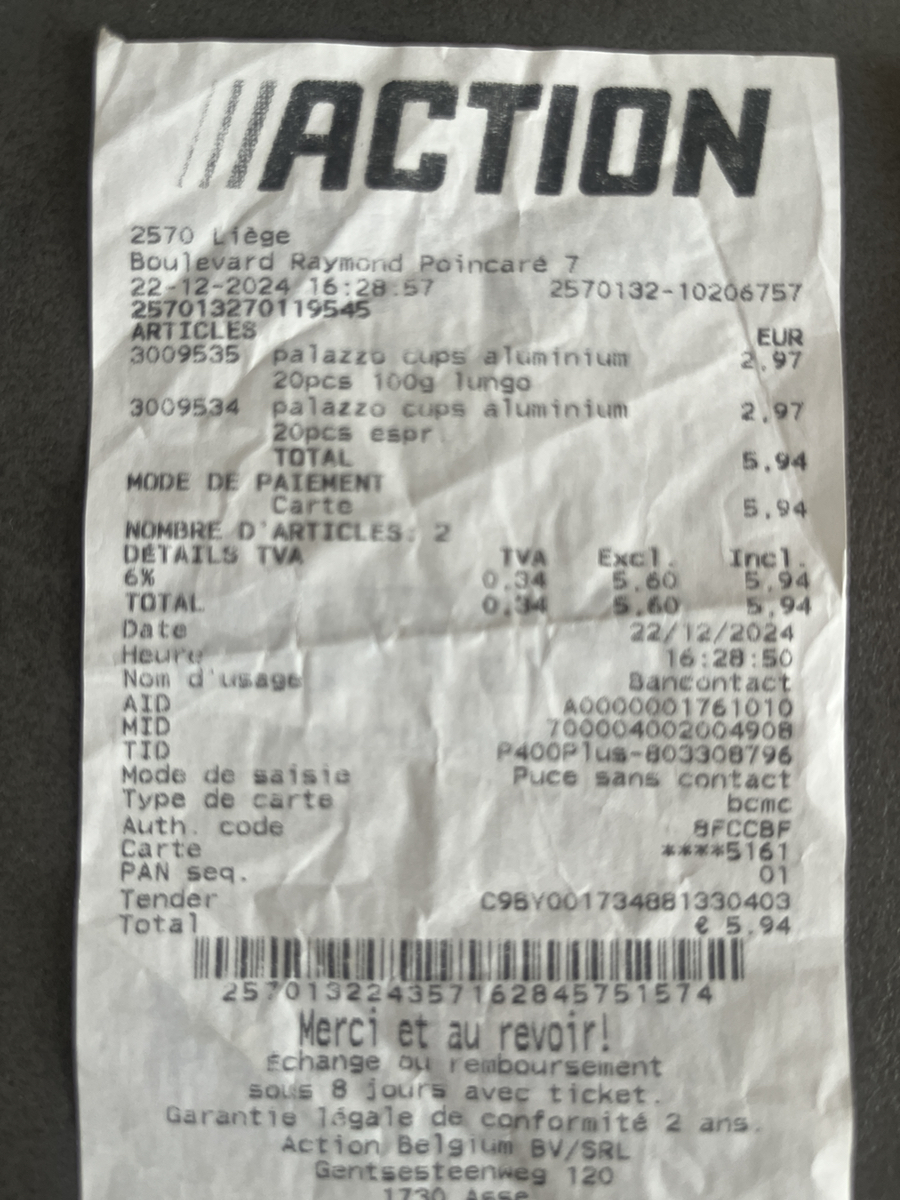 ACTION
2570 Liège
Boulevard Raymond Poincaré 7
22-12-2024 16:28:57 2570132-10206757
257013270119545
ARTICLES EUR
3009535 palazzo cups aluminium 2.97
20pcs 100g lungo
3009534 palazzo cups aluminium 2.97
20pcs espr
TOTAL 5.94
MODE DE PAIEMENT
Carte 5.94
NOMBRE D'ARTICLES: 2
DÉTAILS TVA TVA Excl. Incl.
6% 0.34 5.60 5.94
TOTAL 0.34 5.60 5.94
Date 22/12/2024
Heure 16:28:50
Nom d'usage Bancontact
AID A0000001761010
MID 700004002004908
TID P400Plus-803308796
Mode de saisie Puce sans contact
Type de carte bcmc
Auth. code 8FCC8F
Carte ****5161
PAN seq. 01
Tender C9BY001734881330403
Total € 5.94
2570132243571628457 51574
Merci et au revoir!
Échange ou remboursement
sous 8 jours avec ticket.
Garantie légale de conformité 2 ans.
Action Belgium BV/SRL
Gentsesteenweg 120
1730 Asse